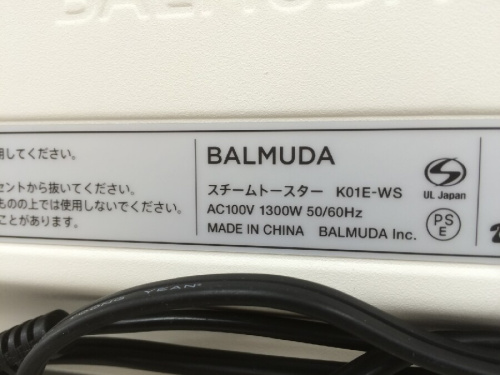 BALMUDA
用してください。
セントから抜いてください。
ものの上では使用しないでください。
ことがあります。
BALMUDA
スチームトースター K01E-WS
AC100V 1300W 50/60Hz
MADE IN CHINA BALMUDA Inc.
S
UL Japan
PS
E
YEAN